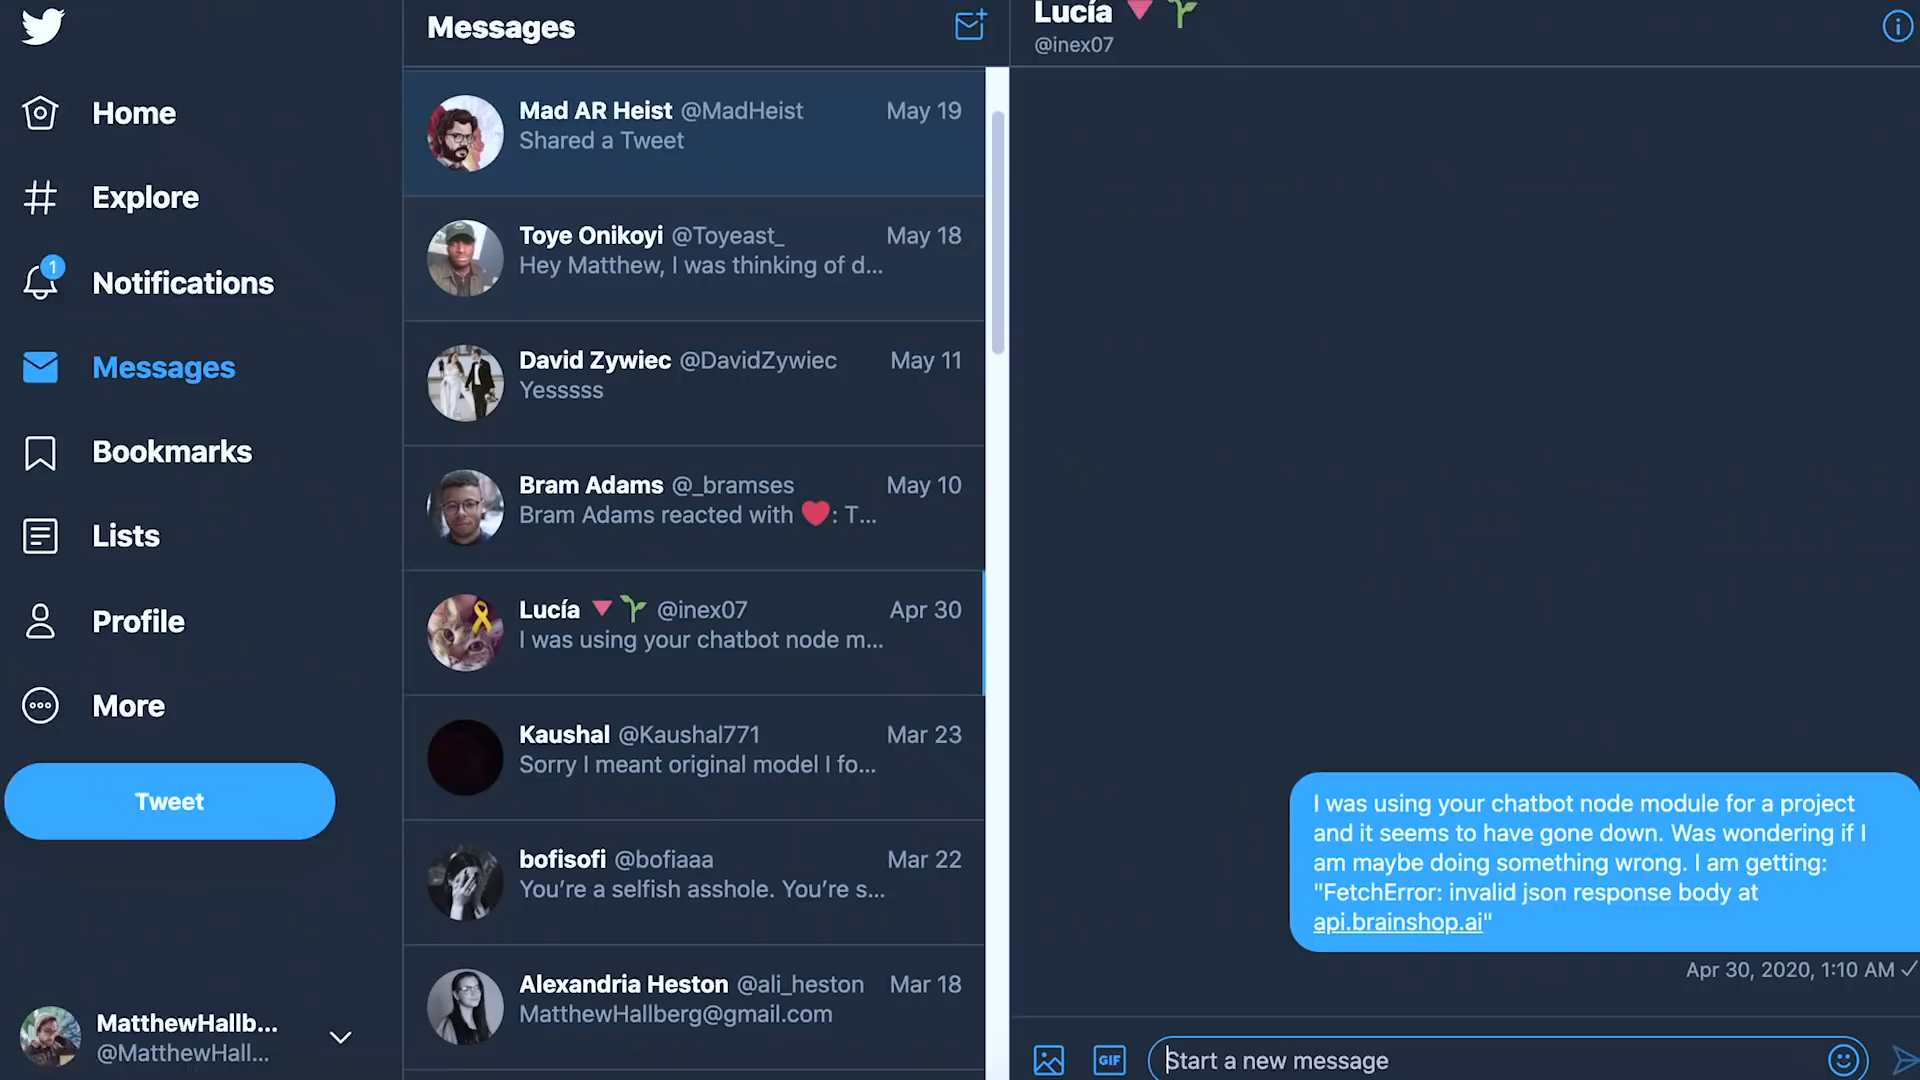 Home
Explore
1
Notifications
Messages
Bookmarks
Lists
Profile
More
Tweet
MatthewHallb...
@MatthewHall...
Messages
Mad AR Heist @MadHeist May 19
Shared a Tweet
Toye Onikoyi @Toyeast_ May 18
Hey Matthew, I was thinking of d...
David Zywiec @DavidZywiec May 11
Yesssss
Bram Adams @_bramses May 10
Bram Adams reacted with ❤️: T...
Lucía 🔻🌱 @inex07 Apr 30
I was using your chatbot node m...
Kaushal @Kaushal771 Mar 23
Sorry I meant original model I fo...
bofisofi @bofiaaa Mar 22
You’re a selfish asshole. You’re s...
Alexandria Heston @ali_heston Mar 18
MatthewHallberg@gmail.com
Lucía 🔻🌱
@inex07
I was using your chatbot node module for a project
and it seems to have gone down. Was wondering if I
am maybe doing something wrong. I am getting:
"FetchError: invalid json response body at
api.brainshop.ai"
Apr 30, 2020, 1:10 AM ✓
GIF
Start a new message